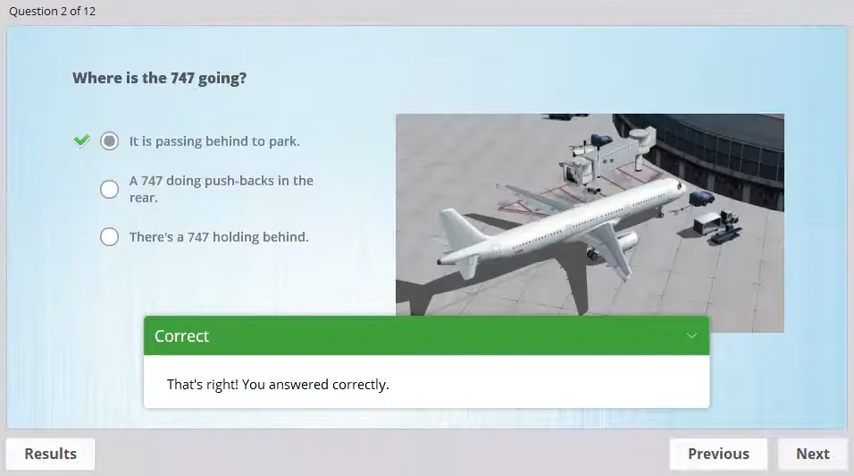 Question 2 of 12
Where is the 747 going?
It is passing behind to park.
A 747 doing push-backs in the
rear.
There's a 747 holding behind.
Correct
That's right! You answered correctly.
Results
Previous
Next